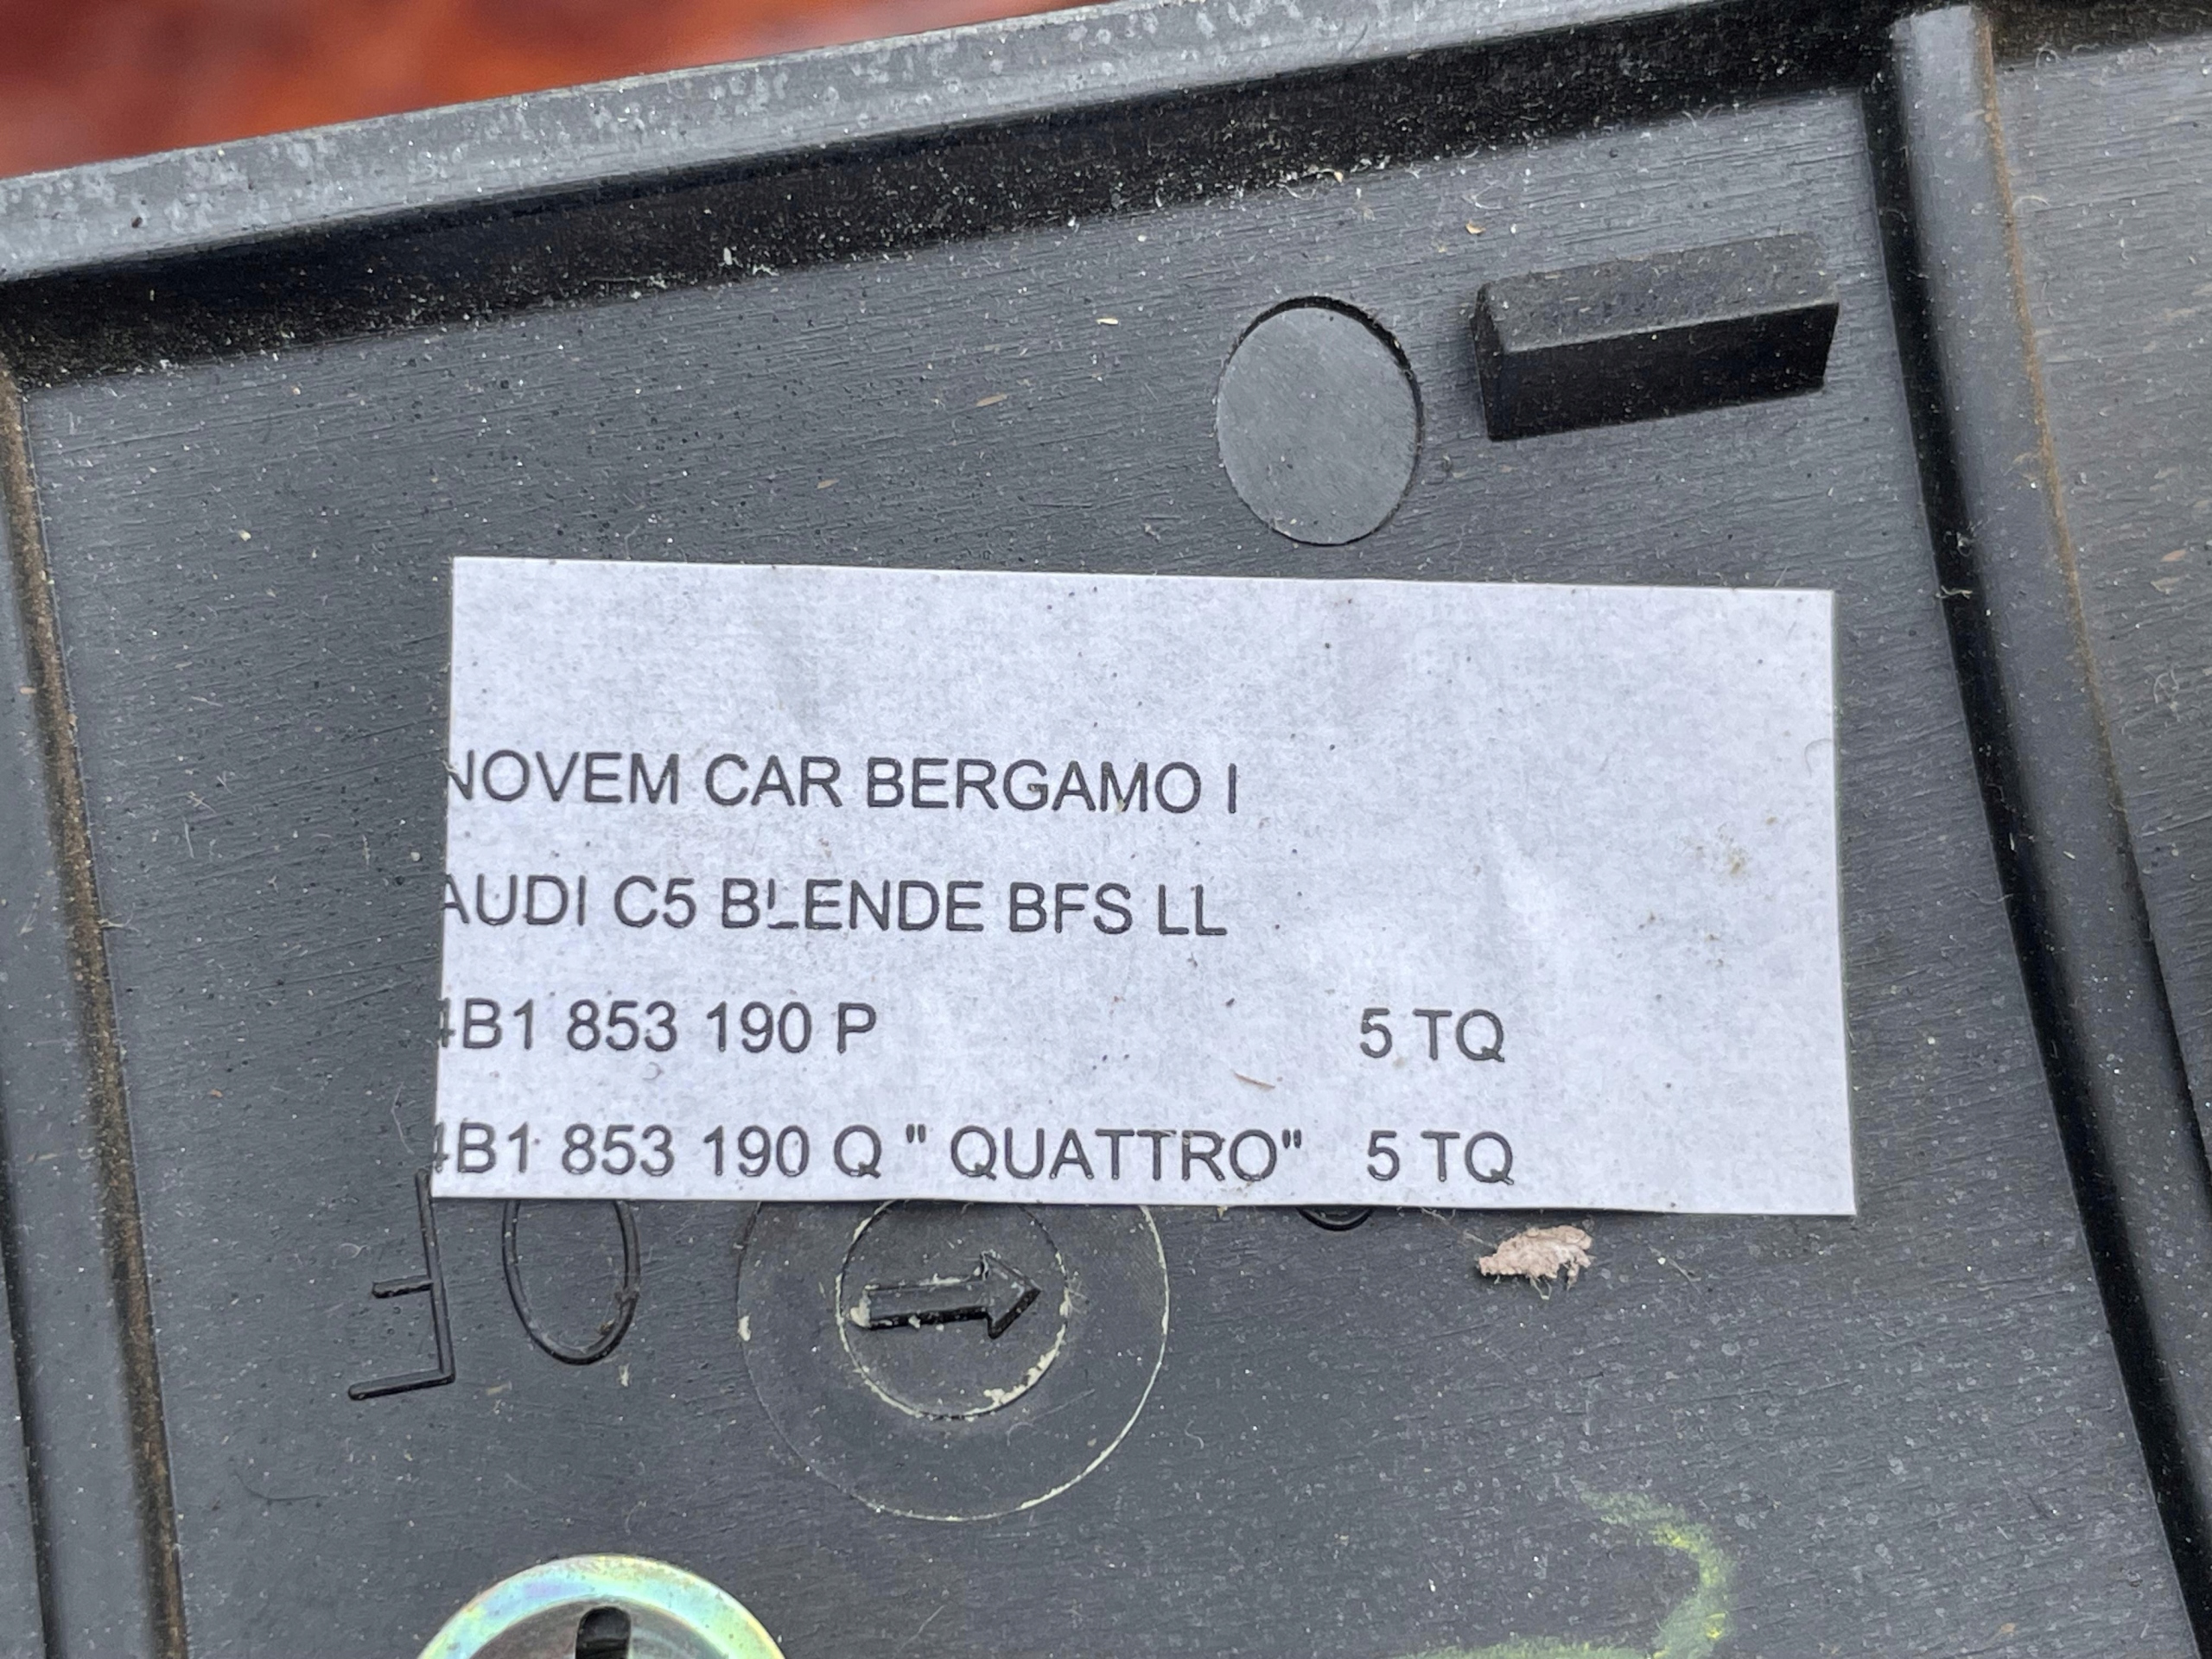 NOVEM CAR BERGAMO I
AUDI C5 BLENDE BFS LL
4B1 853 190 P 5 TQ
4B1 853 190 Q " QUATTRO" 5 TQ